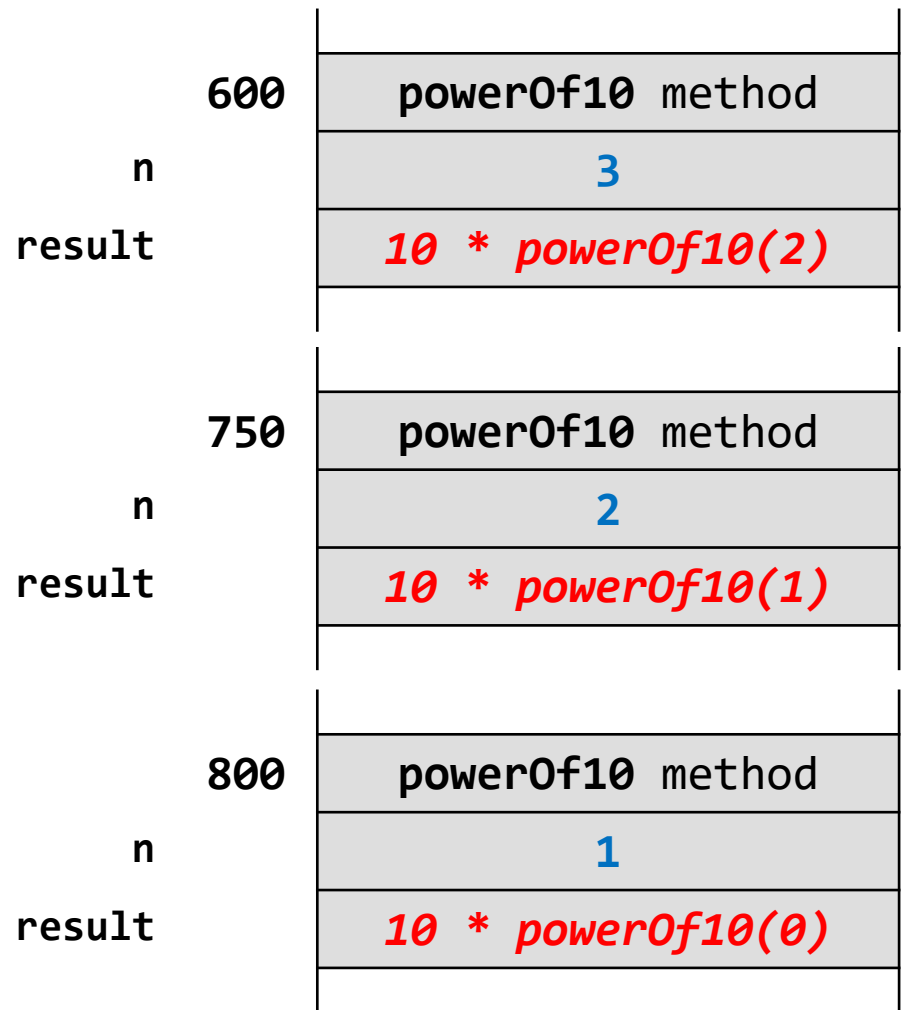 600 powerOf10 method
n 3
result 10 * powerOf10(2)
750 powerOf10 method
n 2
result 10 * powerOf10(1)
800 powerOf10 method
n 1
result 10 * powerOf10(0)